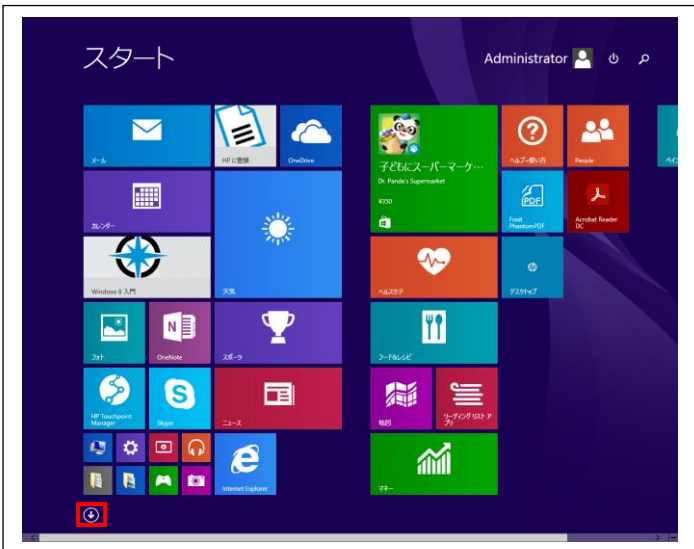 スタート
Administrator
メール
HP に登録
OneDrive
カレンダー
Windows 8 入門
天気
フォト
OneNote
スポーツ
HP Touchpoint
Manager
Skype
ニュース
Internet Explorer
子どもにスーパーマーケ…
Dr. Panda's Supermarket
¥350
ヘルプ+使い方
People
PDF
Foxit
PhantomPDF
Acrobat Reader
DC
ヘルスケア
デスクトップ
フード&レシピ
地図
リーディング リスト ア
プリ
マネー